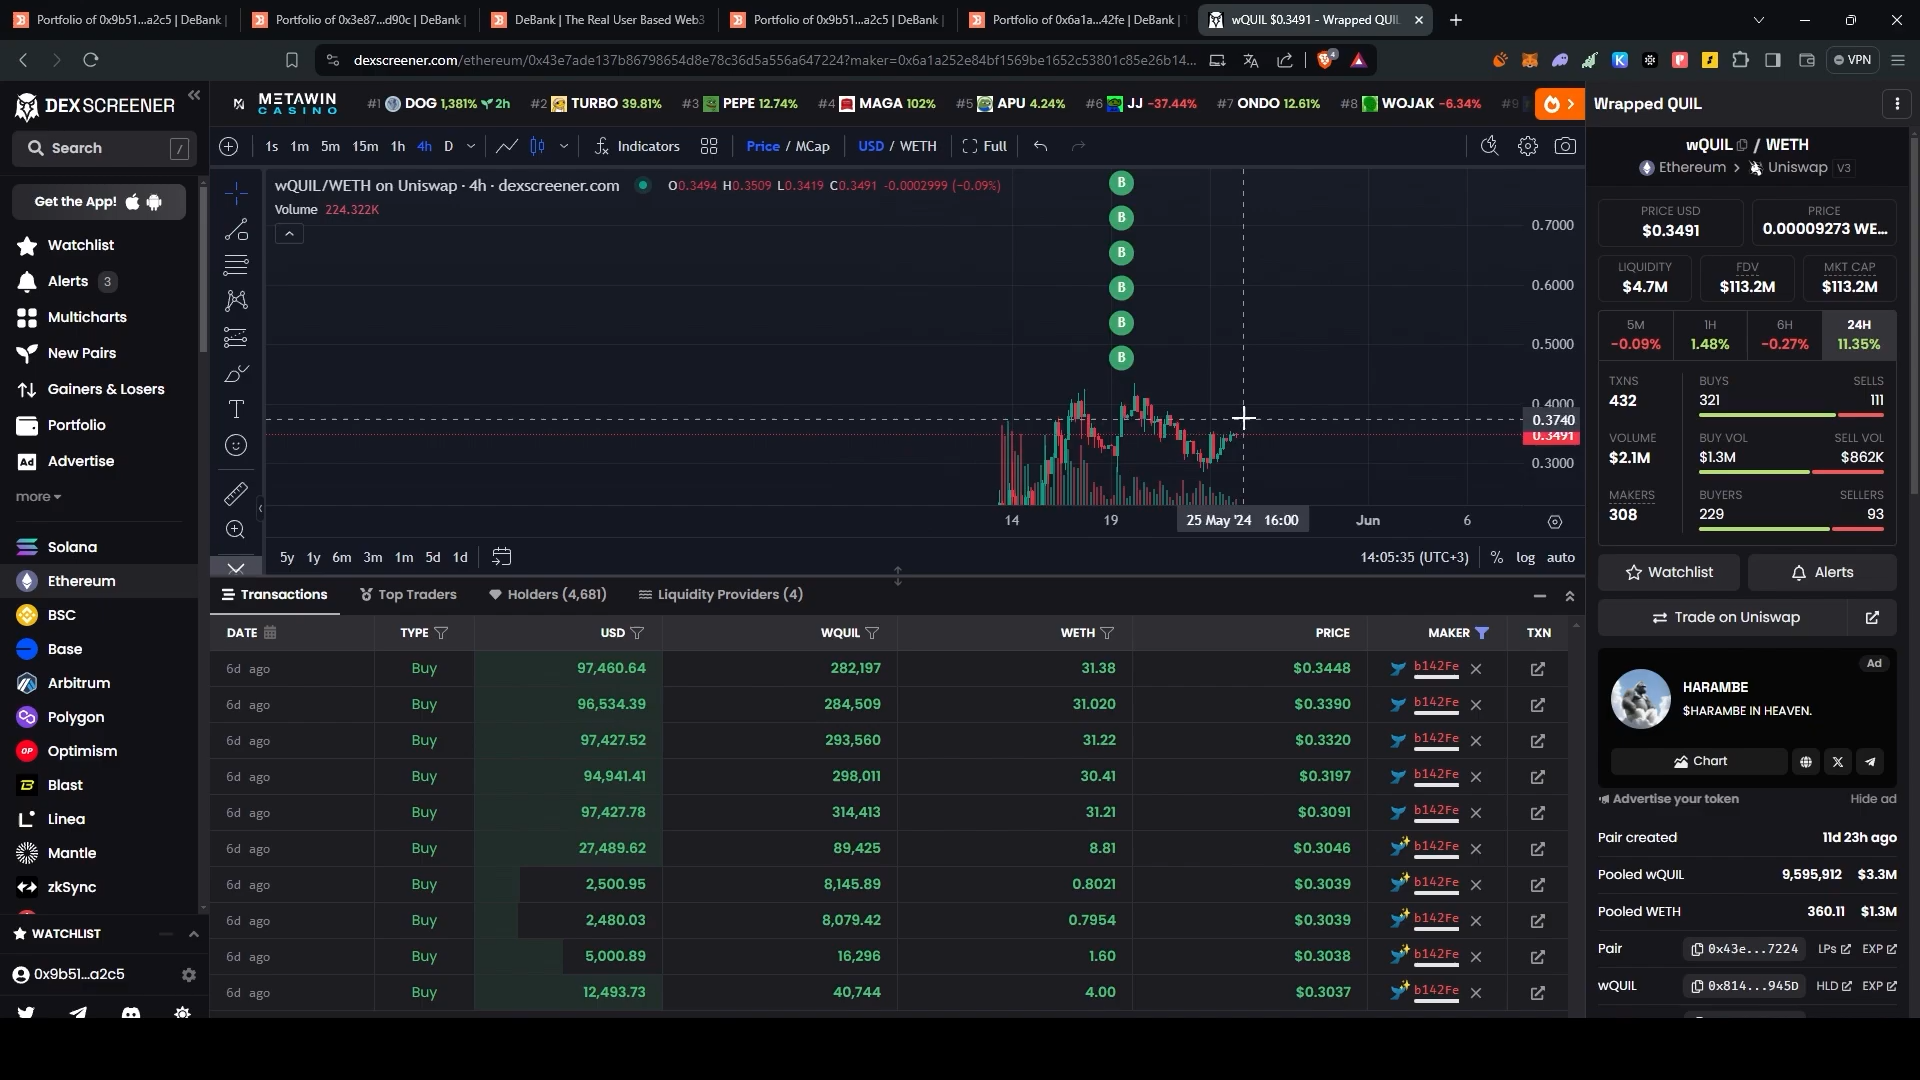 Portfolio of 0x9b51...a2c5 | DeBank
Portfolio of 0x3e87...d90c | DeBank
DeBank | The Real User Based Web3
Portfolio of 0x9b51...a2c5 | DeBank
Portfolio of 0x6a1a...42fe | DeBank
wQUIL $0.3491 - Wrapped QUIL
dexscreener.com/ethereum/0x43e7ade137b86798654d8e78c36d5a556a647224?maker=0x6a1a252e84bf1569be1652c53801c85e26b14...
4
VPN
DEXSCREENER
METAWIN CASINO
#1 DOG 1,381% 2h
#2 TURBO 39.81%
#3 PEPE 12.74%
#4 MAGA 102%
#5 APU 4.24%
#6 JJ -37.44%
#7 ONDO 12.61%
#8 WOJAK -6.34%
#9
Wrapped QUIL
Search /
Get the App!
Watchlist
Alerts 3
Multicharts
New Pairs
Gainers & Losers
Portfolio
Ad Advertise
more
Solana
Ethereum
BSC
Base
Arbitrum
Polygon
OP Optimism
Blast
Linea
Mantle
zkSync
WATCHLIST
0x9b51...a2c5
1s 1m 5m 15m 1h 4h D
Indicators
Price / MCap
USD / WETH
Full
wQUIL/WETH on Uniswap · 4h · dexscreener.com
O0.3494 H0.3509 L0.3419 C0.3491 -0.0002999 (-0.09%)
Volume 224.322K
B
B
B
B
B
B
0.7000
0.6000
0.5000
0.4000
0.3740
0.3491
0.3000
14 19 25 May '24 16:00 Jun 6
5y 1y 6m 3m 1m 5d 1d
14:05:35 (UTC+3) % log auto
Transactions
Top Traders
Holders (4,681)
Liquidity Providers (4)
DATE TYPE USD WQUIL WETH PRICE MAKER TXN
6d ago Buy 97,460.64 282,197 31.38 $0.3448 b142Fe
6d ago Buy 96,534.39 284,509 31.020 $0.3390 b142Fe
6d ago Buy 97,427.52 293,560 31.22 $0.3320 b142Fe
6d ago Buy 94,941.41 298,011 30.41 $0.3197 b142Fe
6d ago Buy 97,427.78 314,413 31.21 $0.3091 b142Fe
6d ago Buy 27,489.62 89,425 8.81 $0.3046 b142Fe
6d ago Buy 2,500.95 8,145.89 0.8021 $0.3039 b142Fe
6d ago Buy 2,480.03 8,079.42 0.7954 $0.3039 b142Fe
6d ago Buy 5,000.89 16,296 1.60 $0.3038 b142Fe
6d ago Buy 12,493.73 40,744 4.00 $0.3037 b142Fe
wQUIL / WETH
Ethereum > Uniswap V3
PRICE USD PRICE
$0.3491 0.00009273 WE...
LIQUIDITY FDV MKT CAP
$4.7M $113.2M $113.2M
5M 1H 6H 24H
-0.09% 1.48% -0.27% 11.35%
TXNS BUYS SELLS
432 321 111
VOLUME BUY VOL SELL VOL
$2.1M $1.3M $862K
MAKERS BUYERS SELLERS
308 229 93
Watchlist Alerts
Trade on Uniswap
Ad
HARAMBE
$HARAMBE IN HEAVEN.
Chart
Advertise your token Hide ad
Pair created 11d 23h ago
Pooled wQUIL 9,595,912 $3.3M
Pooled WETH 360.11 $1.3M
Pair 0x43e...7224 LPs EXP
wQUIL 0x814...945D HLD EXP